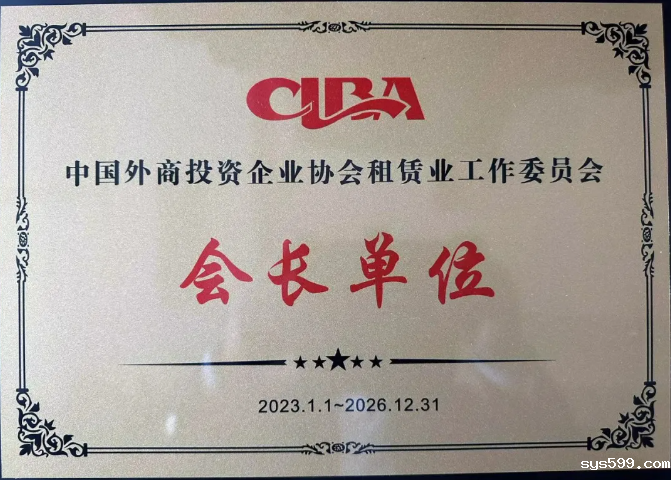 CLBA
中国外商投资企业协会租赁业工作委员会
会长单位
2023.1.1~2026.12.31
sys599.com